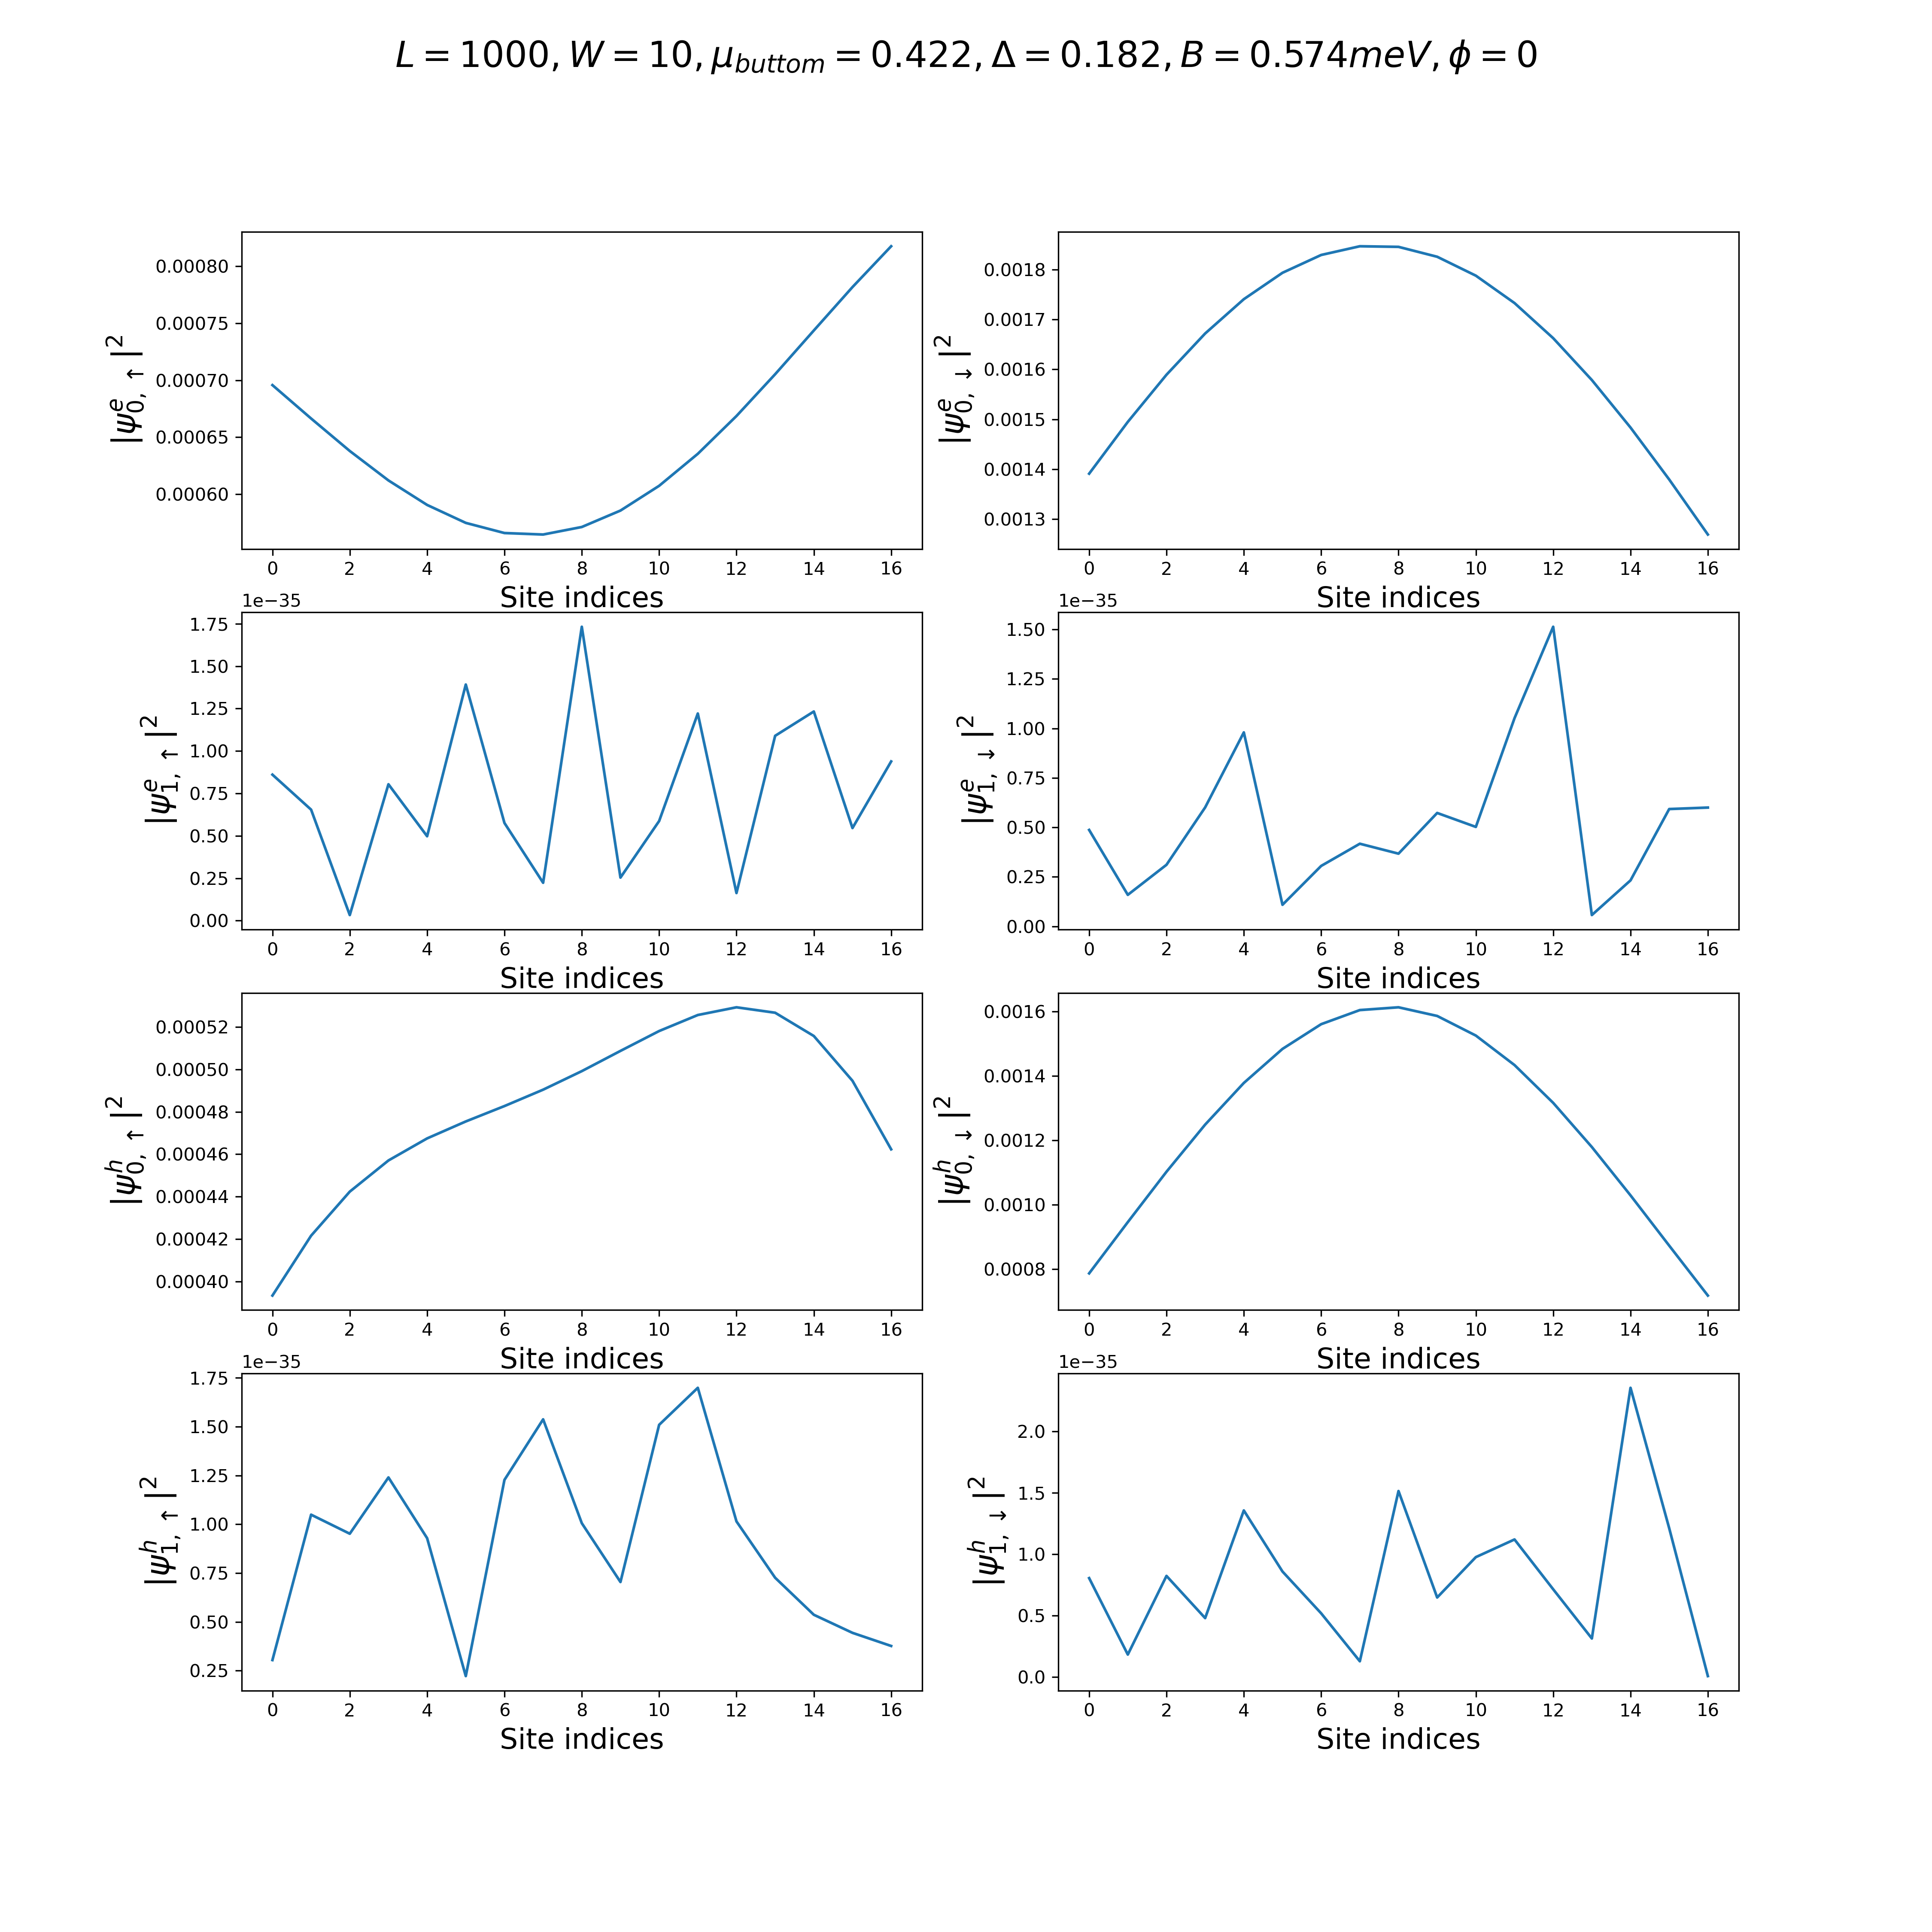 L = 1000, W = 10, μ_buttom = 0.422, Δ = 0.182, B = 0.574meV, ϕ = 0
0.00080
0.00075
0.00070
0.00065
0.00060
|ψ^e_{0,↑}|^2
0 2 4 6 8 10 12 14 16
Site indices
0.0018
0.0017
0.0016
0.0015
0.0014
0.0013
|ψ^e_{0,↓}|^2
0 2 4 6 8 10 12 14 16
Site indices
1e−35
1.75
1.50
1.25
1.00
0.75
0.50
0.25
0.00
|ψ^e_{1,↑}|^2
0 2 4 6 8 10 12 14 16
Site indices
1e−35
1.50
1.25
1.00
0.75
0.50
0.25
0.00
|ψ^e_{1,↓}|^2
0 2 4 6 8 10 12 14 16
Site indices
0.00052
0.00050
0.00048
0.00046
0.00044
0.00042
0.00040
|ψ^h_{0,↑}|^2
0 2 4 6 8 10 12 14 16
Site indices
0.0016
0.0014
0.0012
0.0010
0.0008
|ψ^h_{0,↓}|^2
0 2 4 6 8 10 12 14 16
Site indices
1e−35
1.75
1.50
1.25
1.00
0.75
0.50
0.25
|ψ^h_{1,↑}|^2
0 2 4 6 8 10 12 14 16
Site indices
1e−35
2.0
1.5
1.0
0.5
0.0
|ψ^h_{1,↓}|^2
0 2 4 6 8 10 12 14 16
Site indices